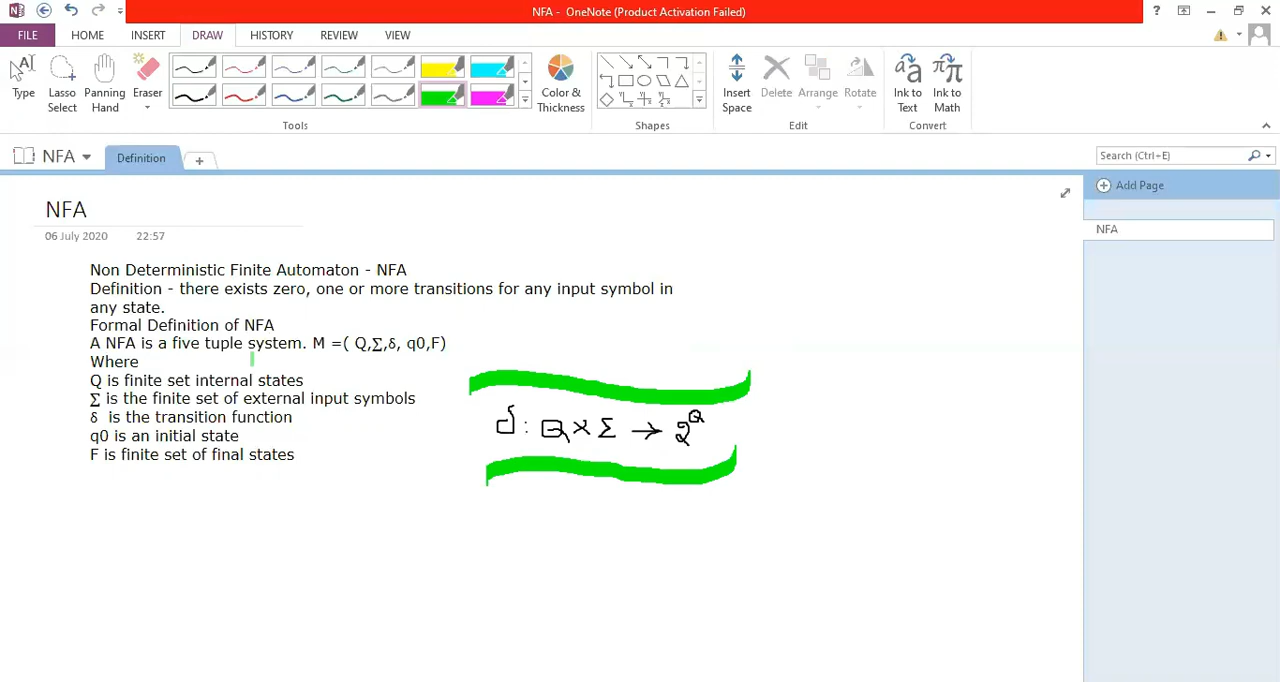 NFA - OneNote (Product Activation Failed)
FILE HOME INSERT DRAW HISTORY REVIEW VIEW
Type Lasso Select Panning Hand Eraser Color & Thickness Insert Space Delete Arrange Rotate Ink to Text Ink to Math
Tools Shapes Edit Convert
NFA Definition Search (Ctrl+E)
Add Page
NFA
NFA
06 July 2020 22:57
Non Deterministic Finite Automaton - NFA
Definition - there exists zero, one or more transitions for any input symbol in
any state.
Formal Definition of NFA
A NFA is a five tuple system. M =( Q,∑,δ, q0,F)
Where
Q is finite set internal states
∑ is the finite set of external input symbols
δ is the transition function
q0 is an initial state
F is finite set of final states
δ : Q × Σ → 2^Q